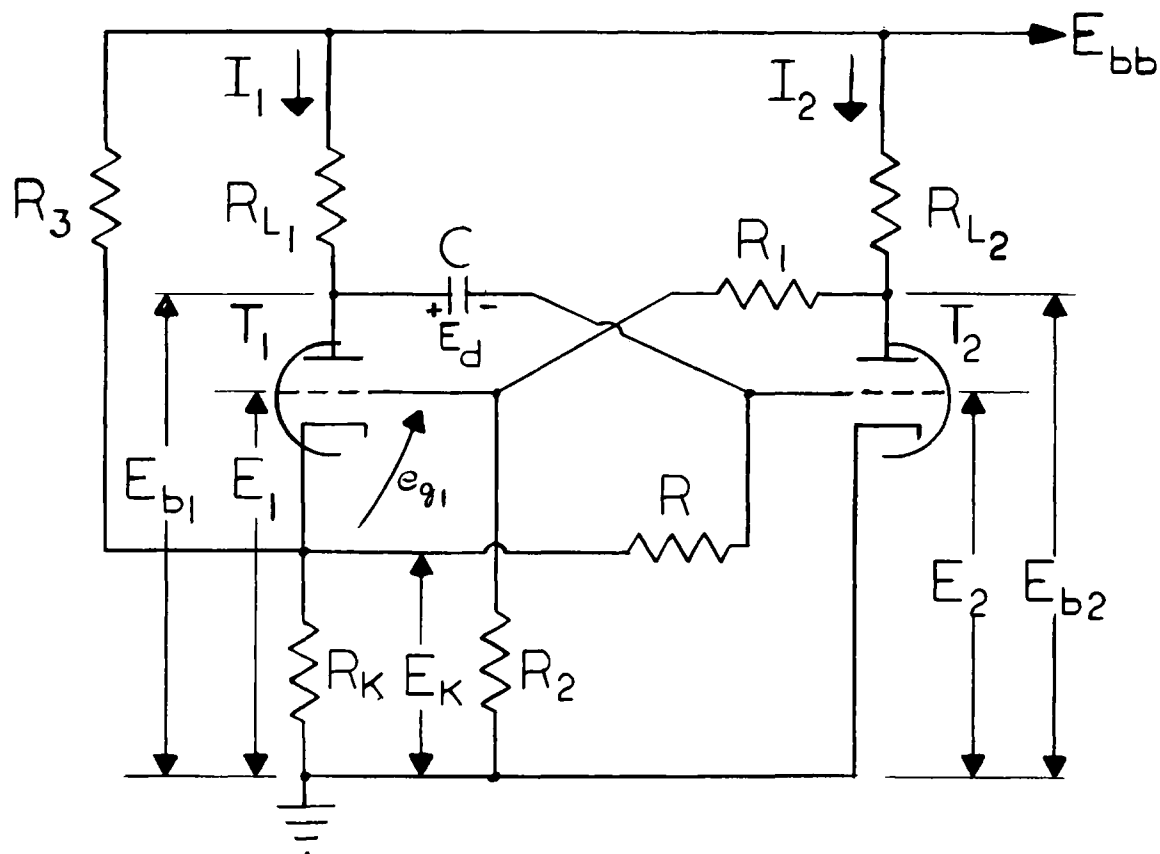 E_bb
I_1
I_2
R_3
R_L1
R_L2
C
R_1
+ -
E_d
T_1
T_2
E_b1
E_1
e_g1
R
E_2
E_b2
R_K
E_K
R_2